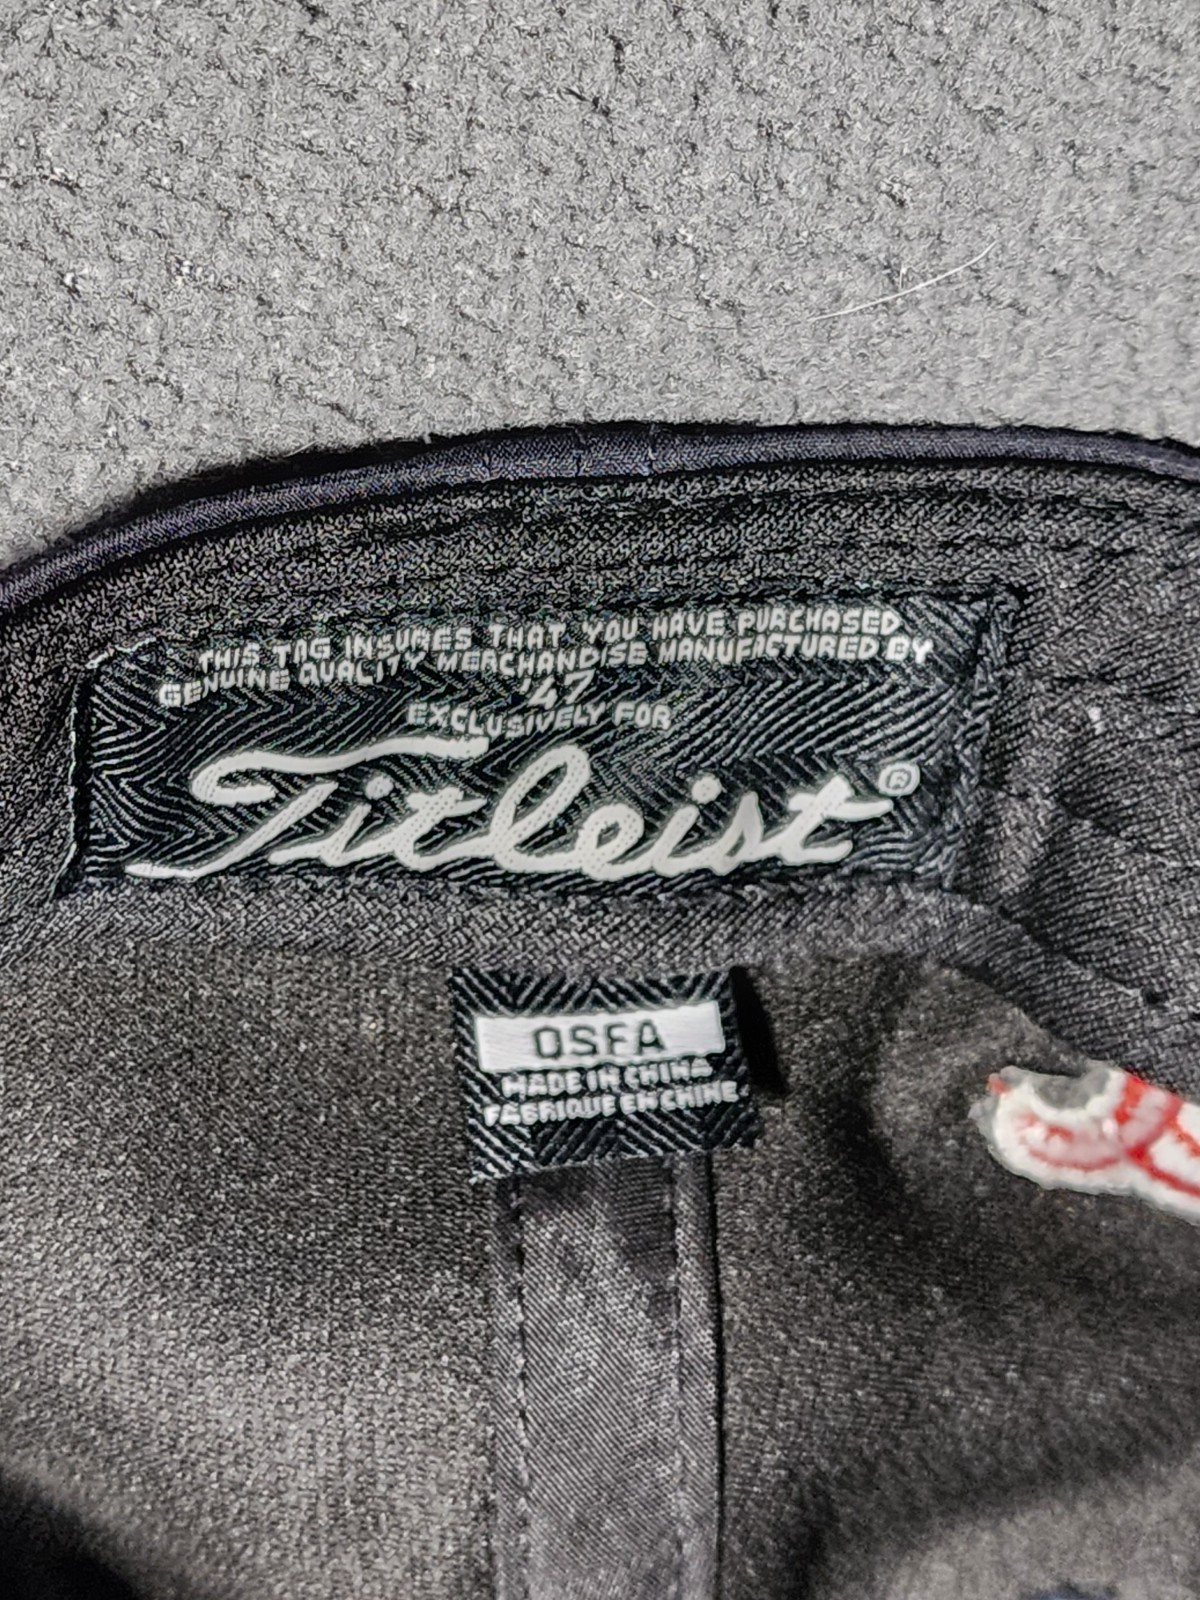 THIS TAG INSURES THAT YOU HAVE PURCHASED
GENUINE QUALITY MERCHANDISE MANUFACTURED BY
'47
EXCLUSIVELY FOR
Titleist®
OSFA
MADE IN CHINA
FABRIQUE EN CHINE